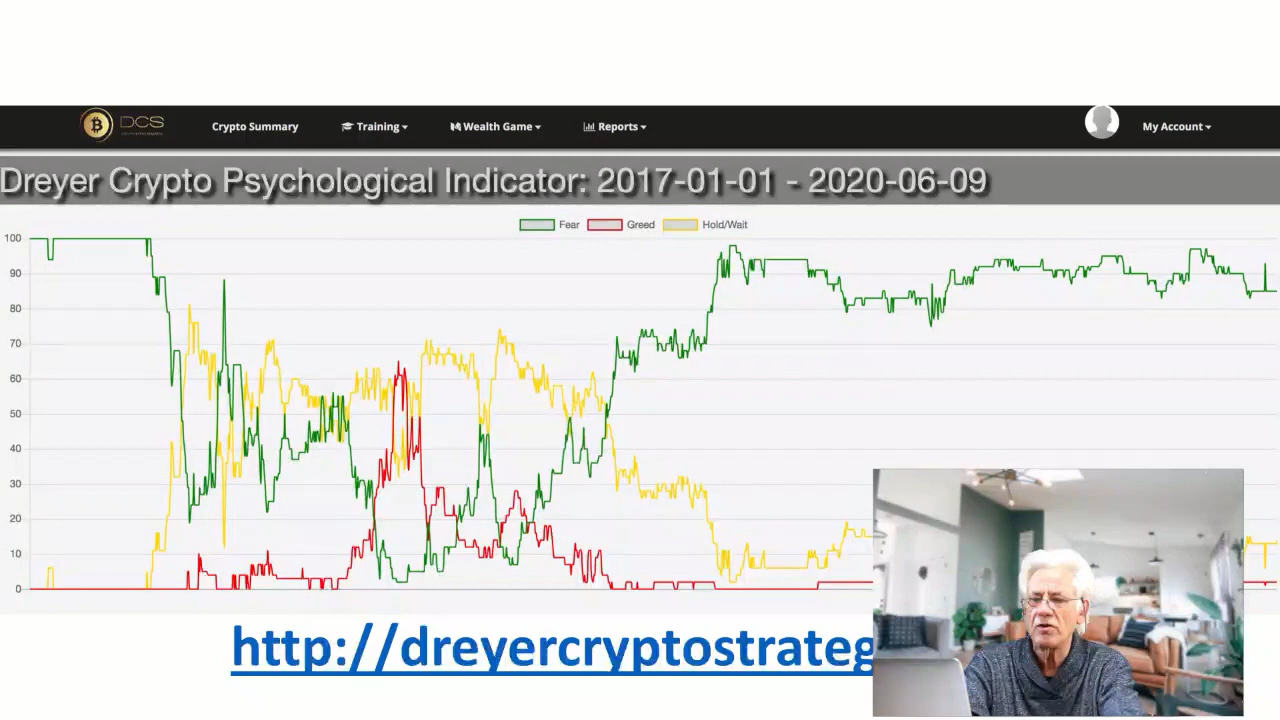 DCS
Crypto Summary Training Wealth Game Reports My Account
Dreyer Crypto Psychological Indicator: 2017-01-01 - 2020-06-09
Fear Greed Hold/Wait
100
90
80
70
60
50
40
30
20
10
0
http://dreyercryptostrateg